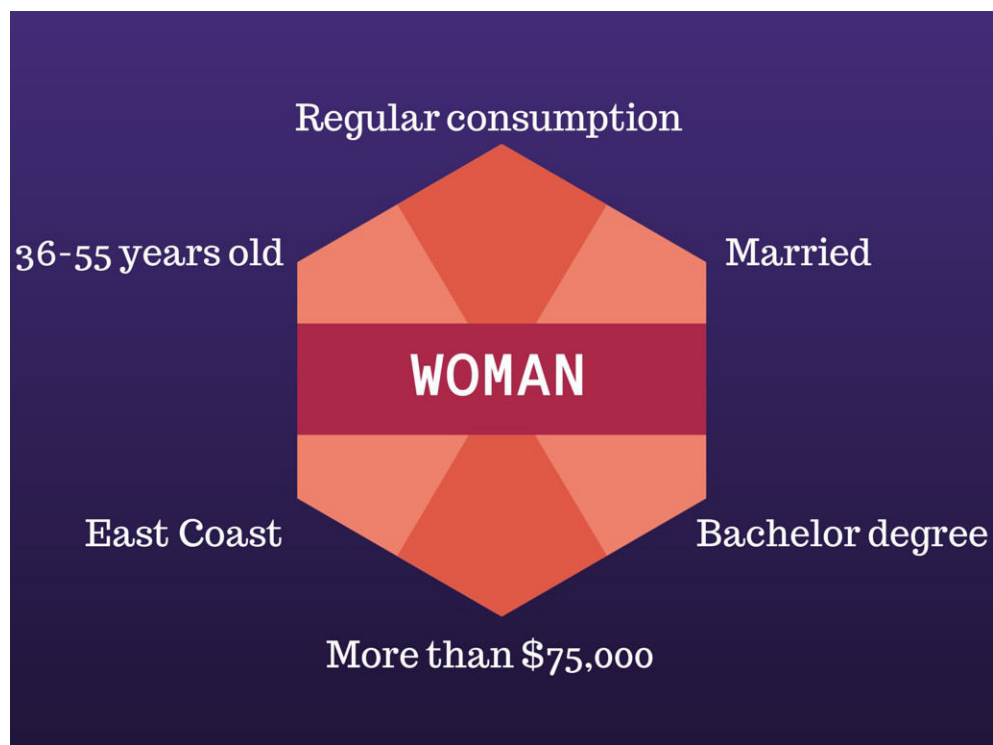 Regular consumption
36-55 years old
Married
WOMAN
East Coast
Bachelor degree
More than $75,000